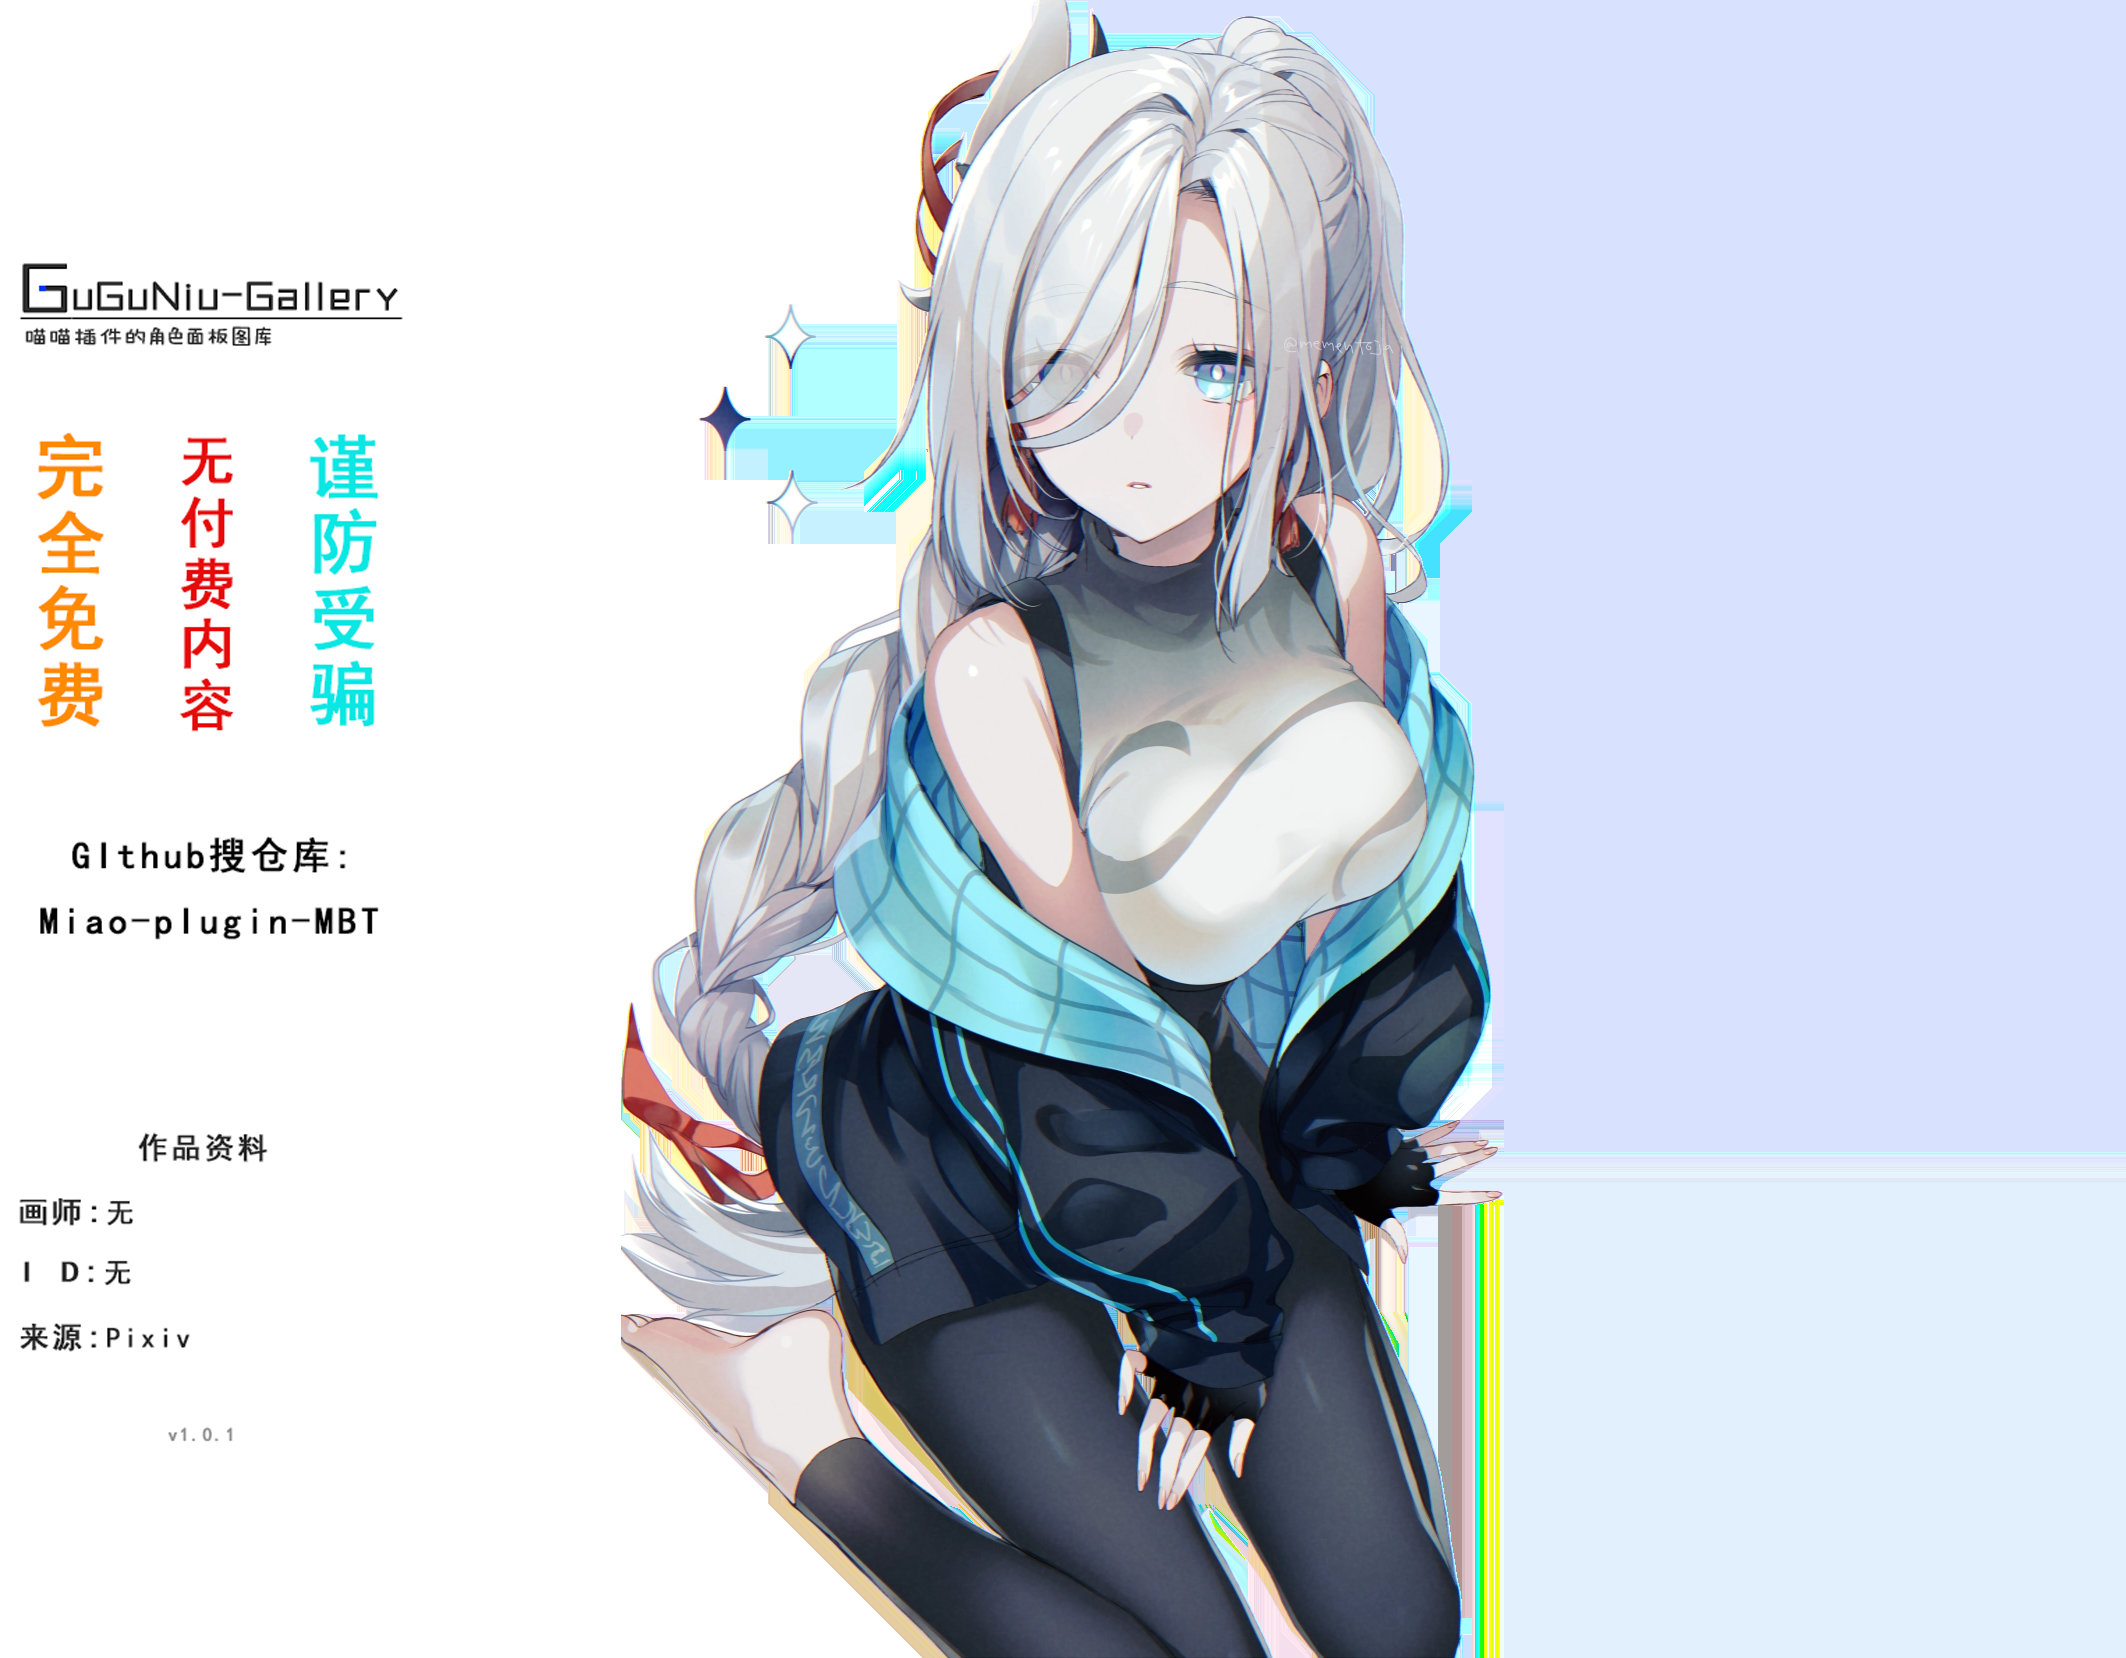 GuGuNiu-Gallery
喵喵插件的角色面板图库
完全免费
无付费内容
谨防受骗
GIthub搜仓库:
Miao-plugin-MBT
作品资料
画师:无
I D:无
来源:Pixiv
v1.0.1